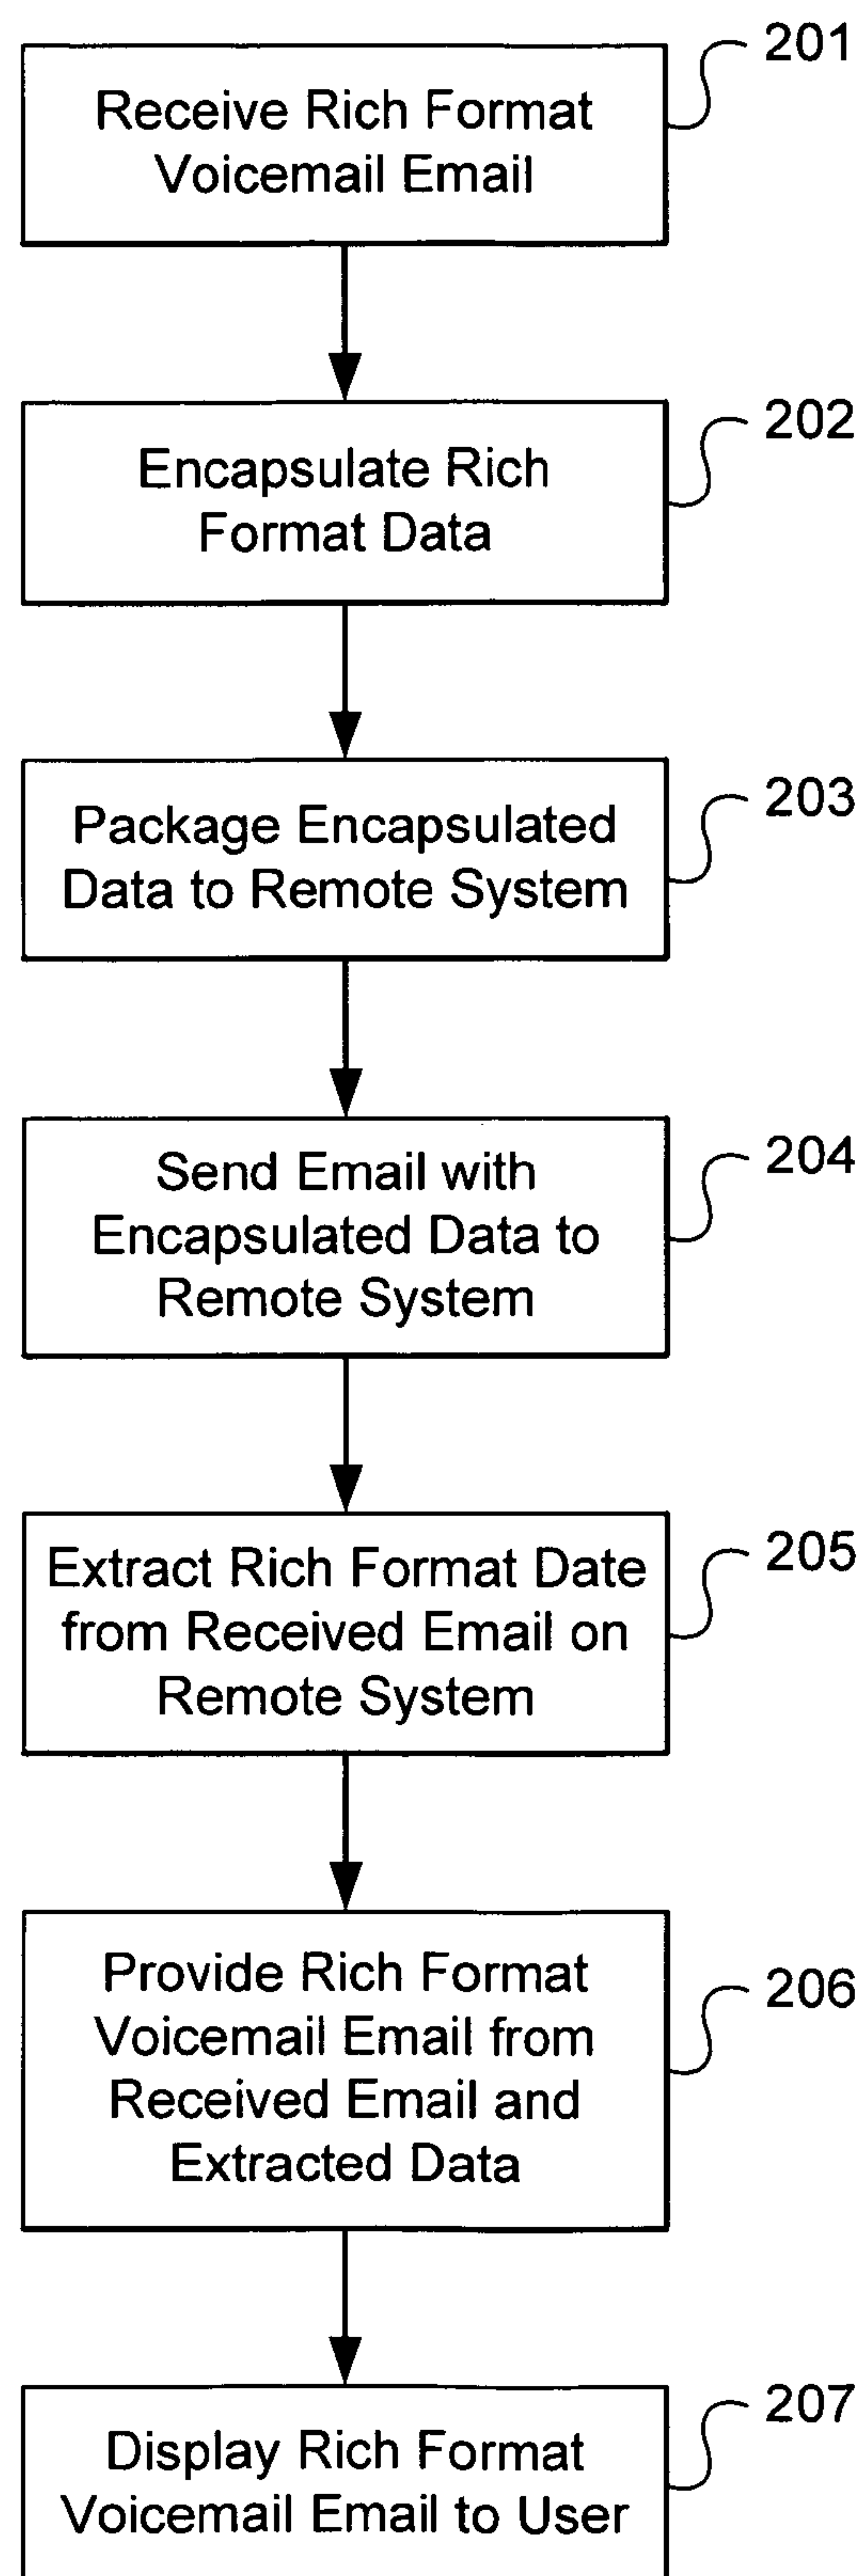 201
Receive Rich Format
Voicemail Email
202
Encapsulate Rich
Format Data
203
Package Encapsulated
Data to Remote System
204
Send Email with
Encapsulated Data to
Remote System
205
Extract Rich Format Date
from Received Email on
Remote System
206
Provide Rich Format
Voicemail Email from
Received Email and
Extracted Data
207
Display Rich Format
Voicemail Email to User